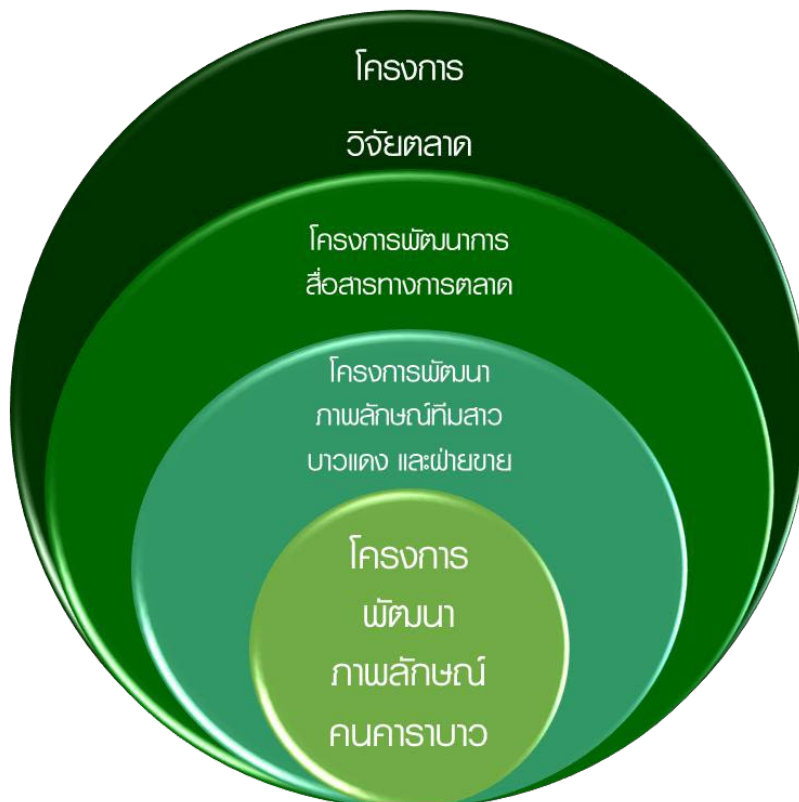 โครงการ
วิจัยตลาด
โครงการพัฒนาการ
สื่อสารทางการตลาด
โครงการพัฒนา
ภาพลักษณ์ทีมสาว
บาวแดง และฝ่ายขาย
โครงการ
พัฒนา
ภาพลักษณ์
คนคาราบาว